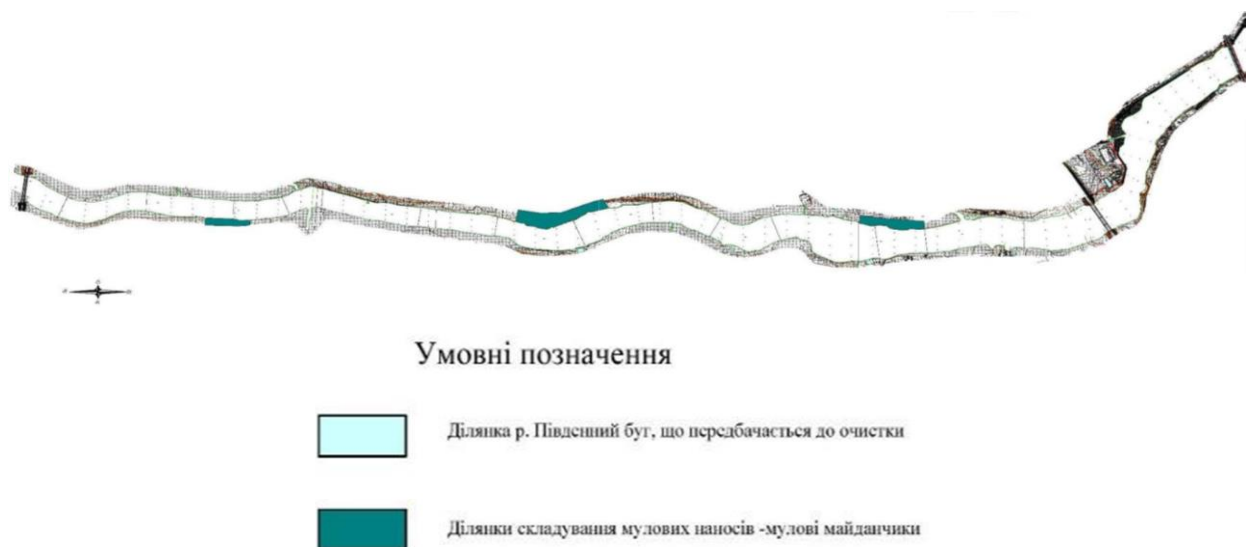 Умовні позначення
Ділянка р. Південний буг, що передбачається до очистки
Ділянки складування мулових наносів -мулові майданчики